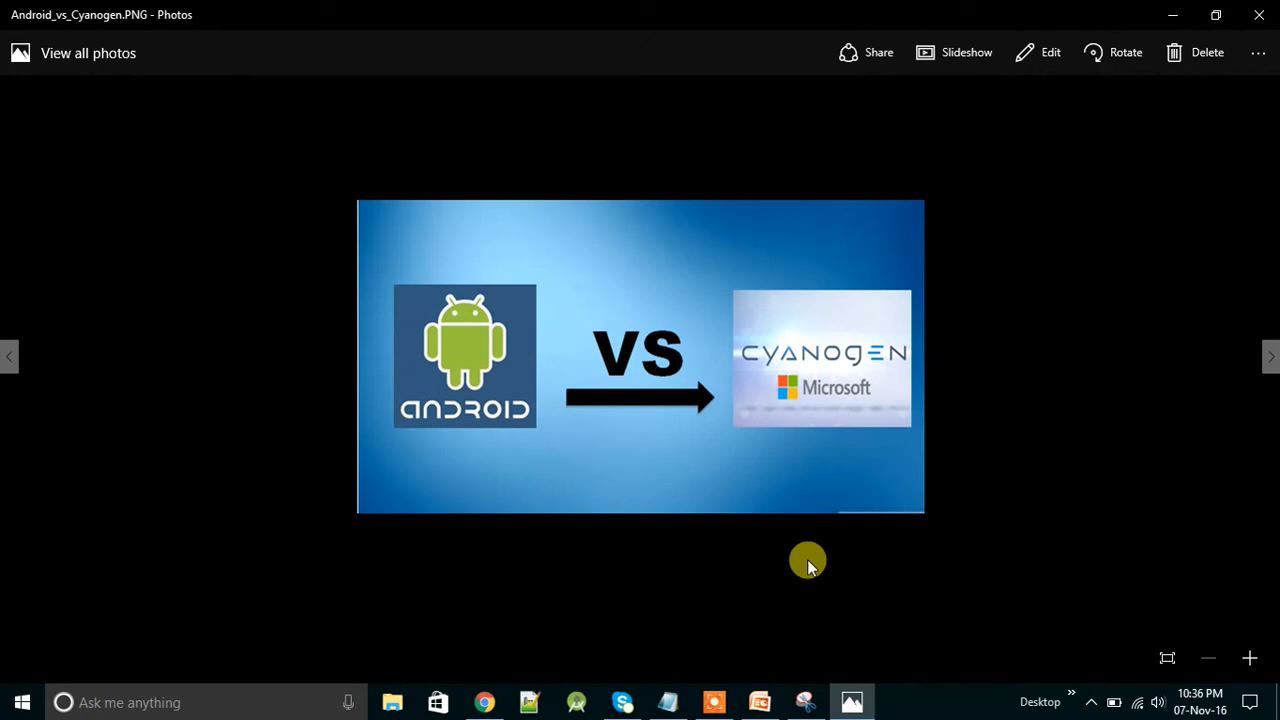 Android_vs_Cyanogen.PNG - Photos
View all photos
Share
Slideshow
Edit
Rotate
Delete
VS
ANDROID
CYANOGEN
Microsoft
Ask me anything
Desktop
10:36 PM
07-Nov-16